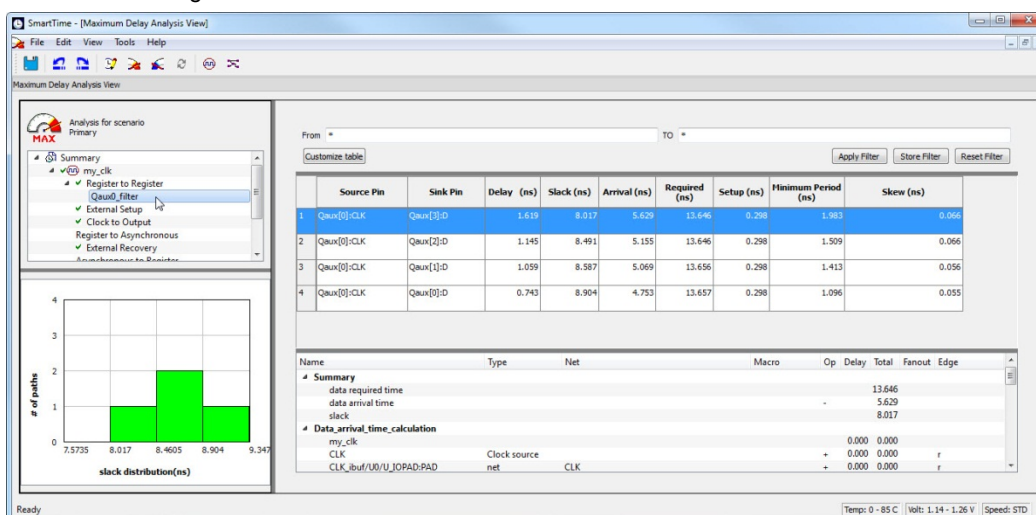 SmartTime - [Maximum Delay Analysis View]
File Edit View Tools Help
Maximum Delay Analysis View
MAX
Analysis for scenario
Primary
Summary
my_clk
Register to Register
Qaux0_filter
External Setup
Clock to Output
Register to Asynchronous
External Recovery
Asynchronous to Register
From * TO *
Customize table Apply Filter Store Filter Reset Filter
Source Pin Sink Pin Delay (ns) Slack (ns) Arrival (ns) Required (ns) Setup (ns) Minimum Period (ns) Skew (ns)
1 Qaux[0]:CLK Qaux[3]:D 1.619 8.017 5.629 13.646 0.298 1.983 0.066
2 Qaux[0]:CLK Qaux[2]:D 1.145 8.491 5.155 13.646 0.298 1.509 0.066
3 Qaux[0]:CLK Qaux[1]:D 1.059 8.587 5.069 13.656 0.298 1.413 0.056
4 Qaux[0]:CLK Qaux[0]:D 0.743 8.904 4.753 13.657 0.298 1.096 0.055
# of paths
4
3
2
1
0
7.5735 8.017 8.4605 8.904 9.347
slack distribution(ns)
Name Type Net Macro Op Delay Total Fanout Edge
Summary
data required time 13.646
data arrival time - 5.629
slack 8.017
Data_arrival_time_calculation
my_clk 0.000 0.000
CLK Clock source + 0.000 0.000 r
CLK_ibuf/U0/U_IOPAD:PAD net CLK + 0.000 0.000 r
Ready Temp: 0 - 85 C Volt: 1.14 - 1.26 V Speed: STD